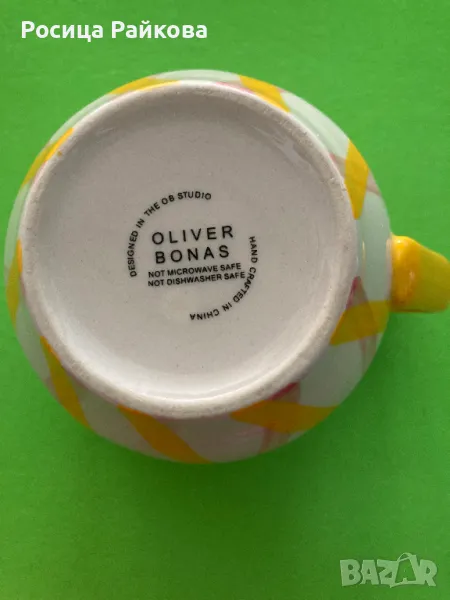 Росица Райкова
DESIGNED IN THE OB STUDIO
OLIVER
BONAS
NOT MICROWAVE SAFE
NOT DISHWASHER SAFE
HAND CRAFTED IN CHINA
BAZAR